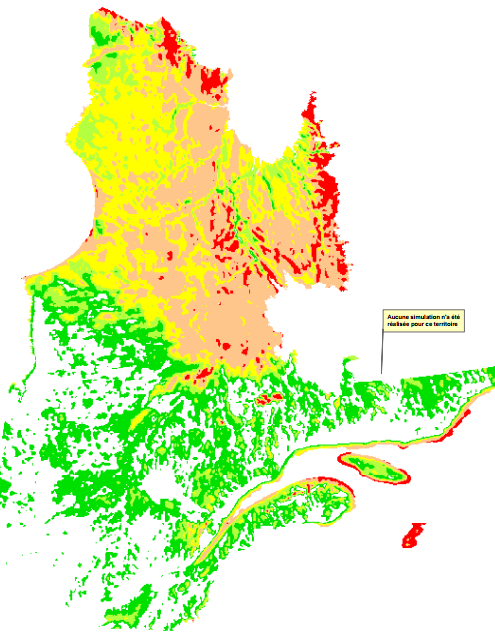 Aucune simulation n'a été
réalisée pour ce territoire